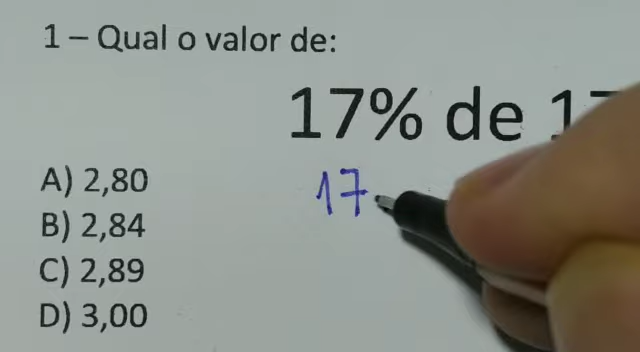 1 – Qual o valor de:
17% de 1
17
A) 2,80
B) 2,84
C) 2,89
D) 3,00